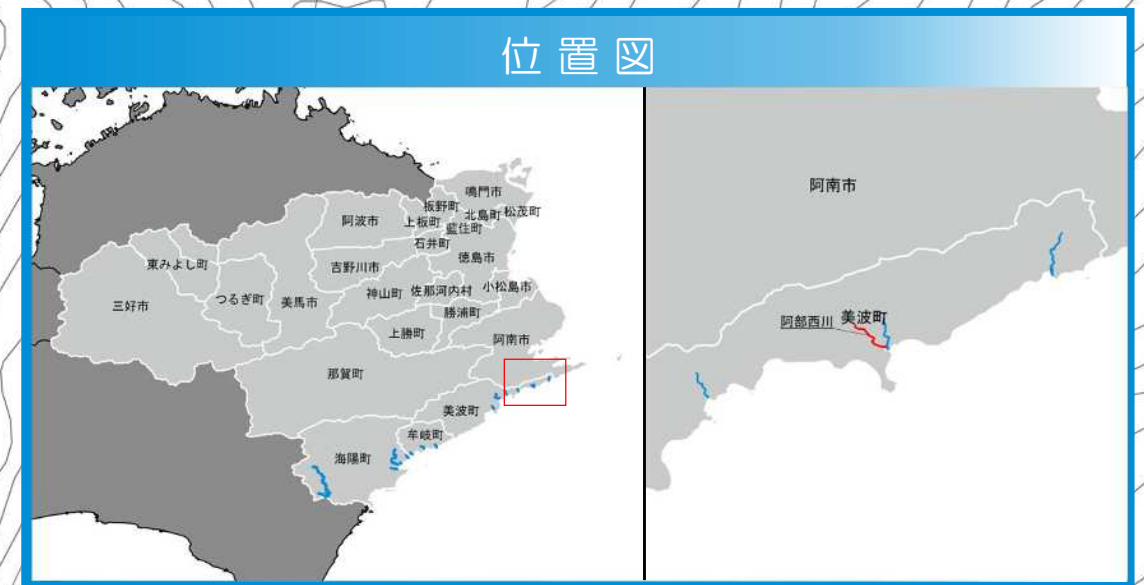 位置図
鳴門市
板野町
松茂町
北島町
上板町
藍住町
阿波市
石井町
徳島市
東みよし町
吉野川市
つるぎ町
美馬市
神山町
佐那河内村
小松島市
三好市
勝浦町
上勝町
阿南市
那賀町
美波町
牟岐町
海陽町
阿南市
美波町
阿部西川